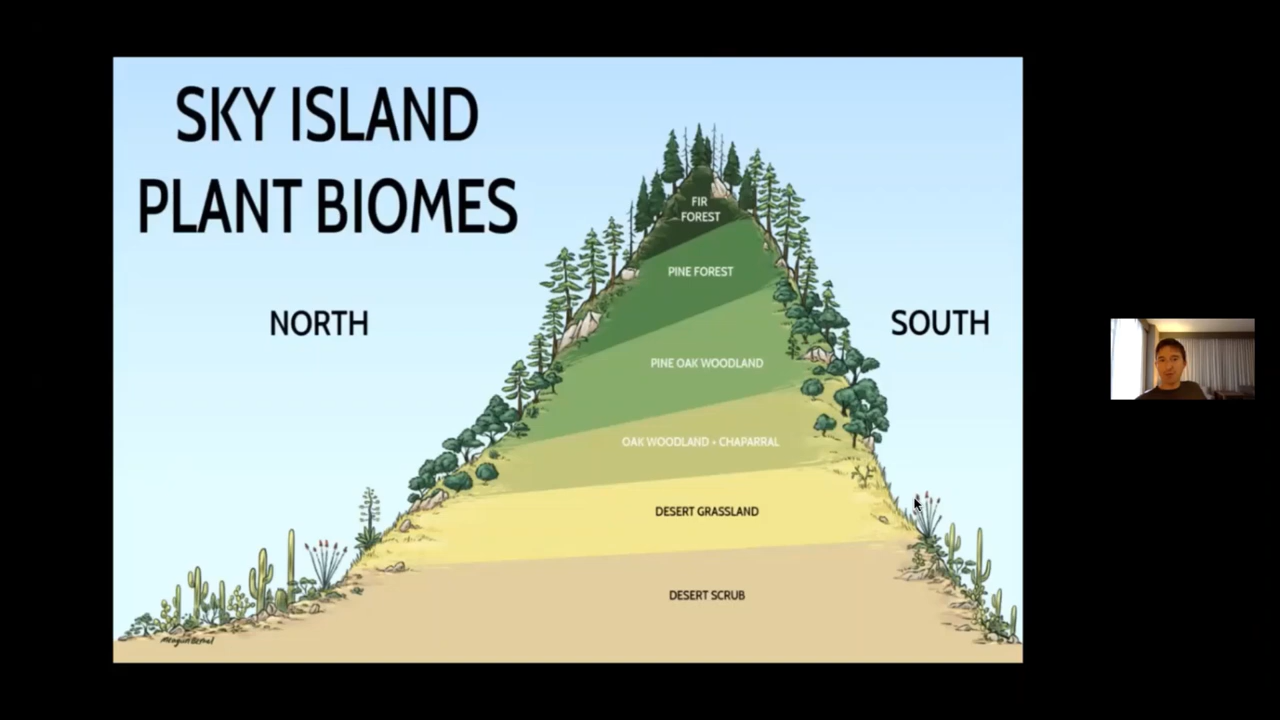 SKY ISLAND
PLANT BIOMES
NORTH
SOUTH
FIR
FOREST
PINE FOREST
PINE OAK WOODLAND
OAK WOODLAND • CHAPARRAL
DESERT GRASSLAND
DESERT SCRUB